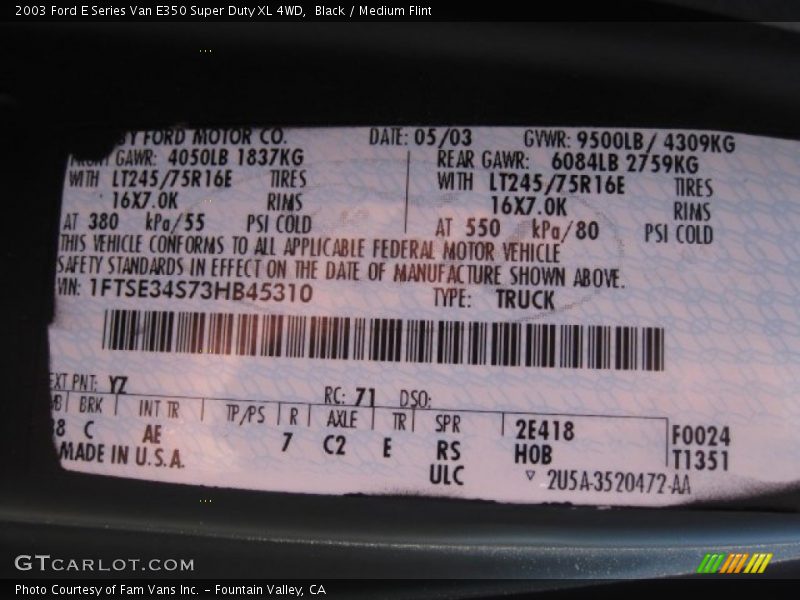 2003 Ford E Series Van E350 Super Duty XL 4WD, Black / Medium Flint
BY FORD MOTOR CO. DATE: 05/03 GVWR: 9500LB/ 4309KG
FRONT GAWR: 4050LB 1837KG REAR GAWR: 6084LB 2759KG
WITH LT245/75R16E TIRES WITH LT245/75R16E TIRES
16X7.0K RIMS 16X7.0K RIMS
AT 380 kPa/55 PSI COLD AT 550 kPa/80 PSI COLD
THIS VEHICLE CONFORMS TO ALL APPLICABLE FEDERAL MOTOR VEHICLE
SAFETY STANDARDS IN EFFECT ON THE DATE OF MANUFACTURE SHOWN ABOVE.
VIN: 1FTSE34S73HB45310 TYPE: TRUCK
EXT PNT: YZ RC: 71 DSO:
WB BRK INT TR TP/PS R AXLE TR SPR 2E418 F0024
38 C AE 7 C2 E RS H0B T1351
MADE IN U.S.A. ULC 2U5A-3520472-AA
GTCARLOT.COM
Photo Courtesy of Fam Vans Inc. - Fountain Valley, CA